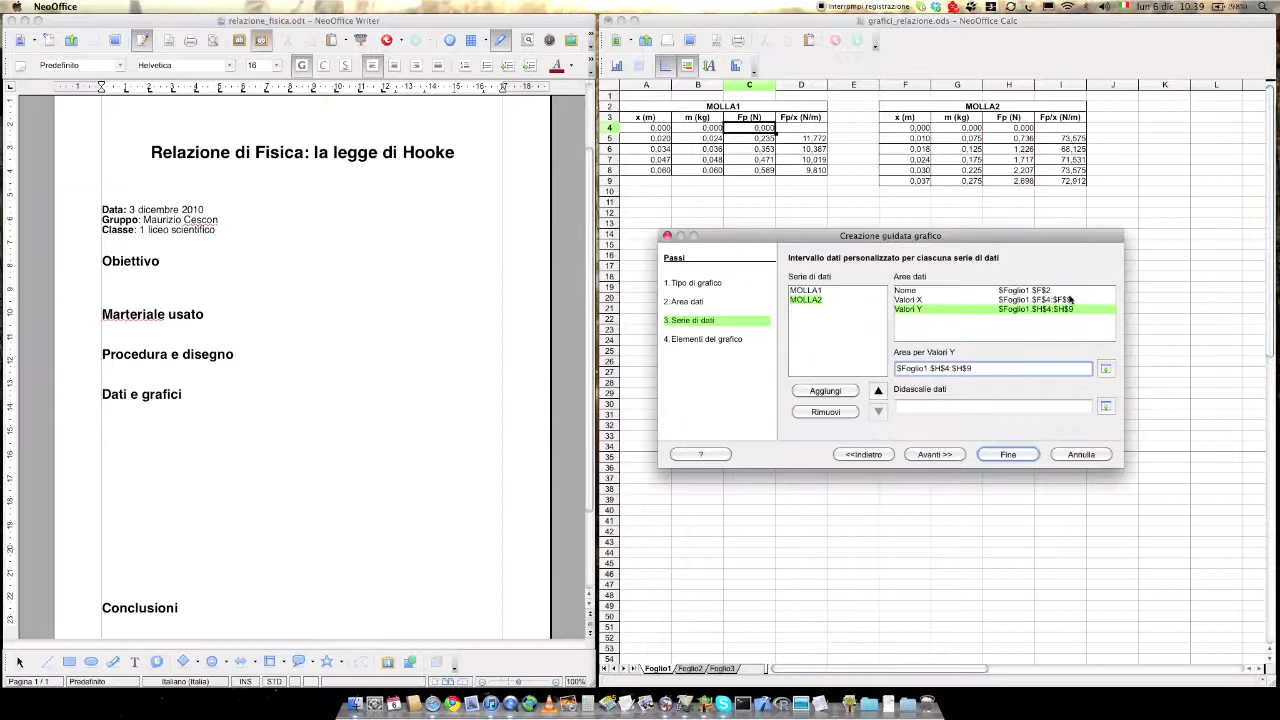 NeoOffice
Interrompi registrazione
lun 6 dic 10.39
(98%)
relazione_fisica.odt - NeoOffice Writer
Predefinito
Helvetica
16
G C S
Relazione di Fisica: la legge di Hooke
Data: 3 dicembre 2010
Gruppo: Maurizio Cescon
Classe: 1 liceo scientifico
Obiettivo
Marteriale usato
Procedura e disegno
Dati e grafici
Conclusioni
Pagina 1 / 1
Predefinito
Italiano (Italia)
INS
STD
100%
grafici_relazione.ods - NeoOffice Calc
A B C D E F G H I J K L
MOLLA1 MOLLA2
x (m) m (kg) Fp (N) Fp/x (N/m) x (m) m (kg) Fp (N) Fp/x (N/m)
0,000 0,000 0,000 0,000 0,000 0,000
0,020 0,024 0,235 11,772 0,010 0,075 0,736 73,575
0,034 0,036 0,353 10,387 0,018 0,125 1,226 68,125
0,047 0,048 0,471 10,019 0,024 0,175 1,717 71,531
0,060 0,060 0,589 9,810 0,030 0,225 2,207 73,575
0,037 0,275 2,698 72,912
Creazione guidata grafico
Passi
1. Tipo di grafico
2. Area dati
3. Serie di dati
4. Elementi del grafico
Intervallo dati personalizzato per ciascuna serie di dati
Serie di dati
MOLLA1
MOLLA2
Aggiungi
Rimuovi
Aree dati
Nome $Foglio1.$F$2
Valori X $Foglio1.$F$4:$F$9
Valori Y $Foglio1.$H$4:$H$9
Area per Valori Y
$Foglio1.$H$4:$H$9
Didascalie dati
?
<<Indietro
Avanti >>
Fine
Annulla
Foglio1 Foglio2 Foglio3